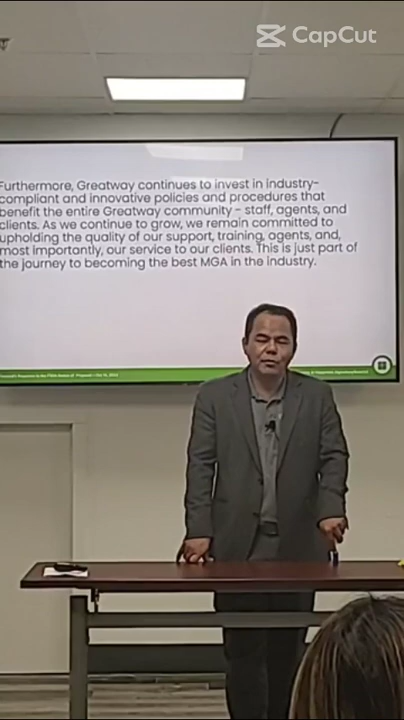 CapCut
Furthermore, Greatway continues to invest in industry-
compliant and innovative policies and procedures that
benefit the entire Greatway community - staff, agents, and
clients. As we continue to grow, we remain committed to
upholding the quality of our support, training, agents, and,
most importantly, our service to our clients. This is just part of
the journey to becoming the best MGA in the industry.